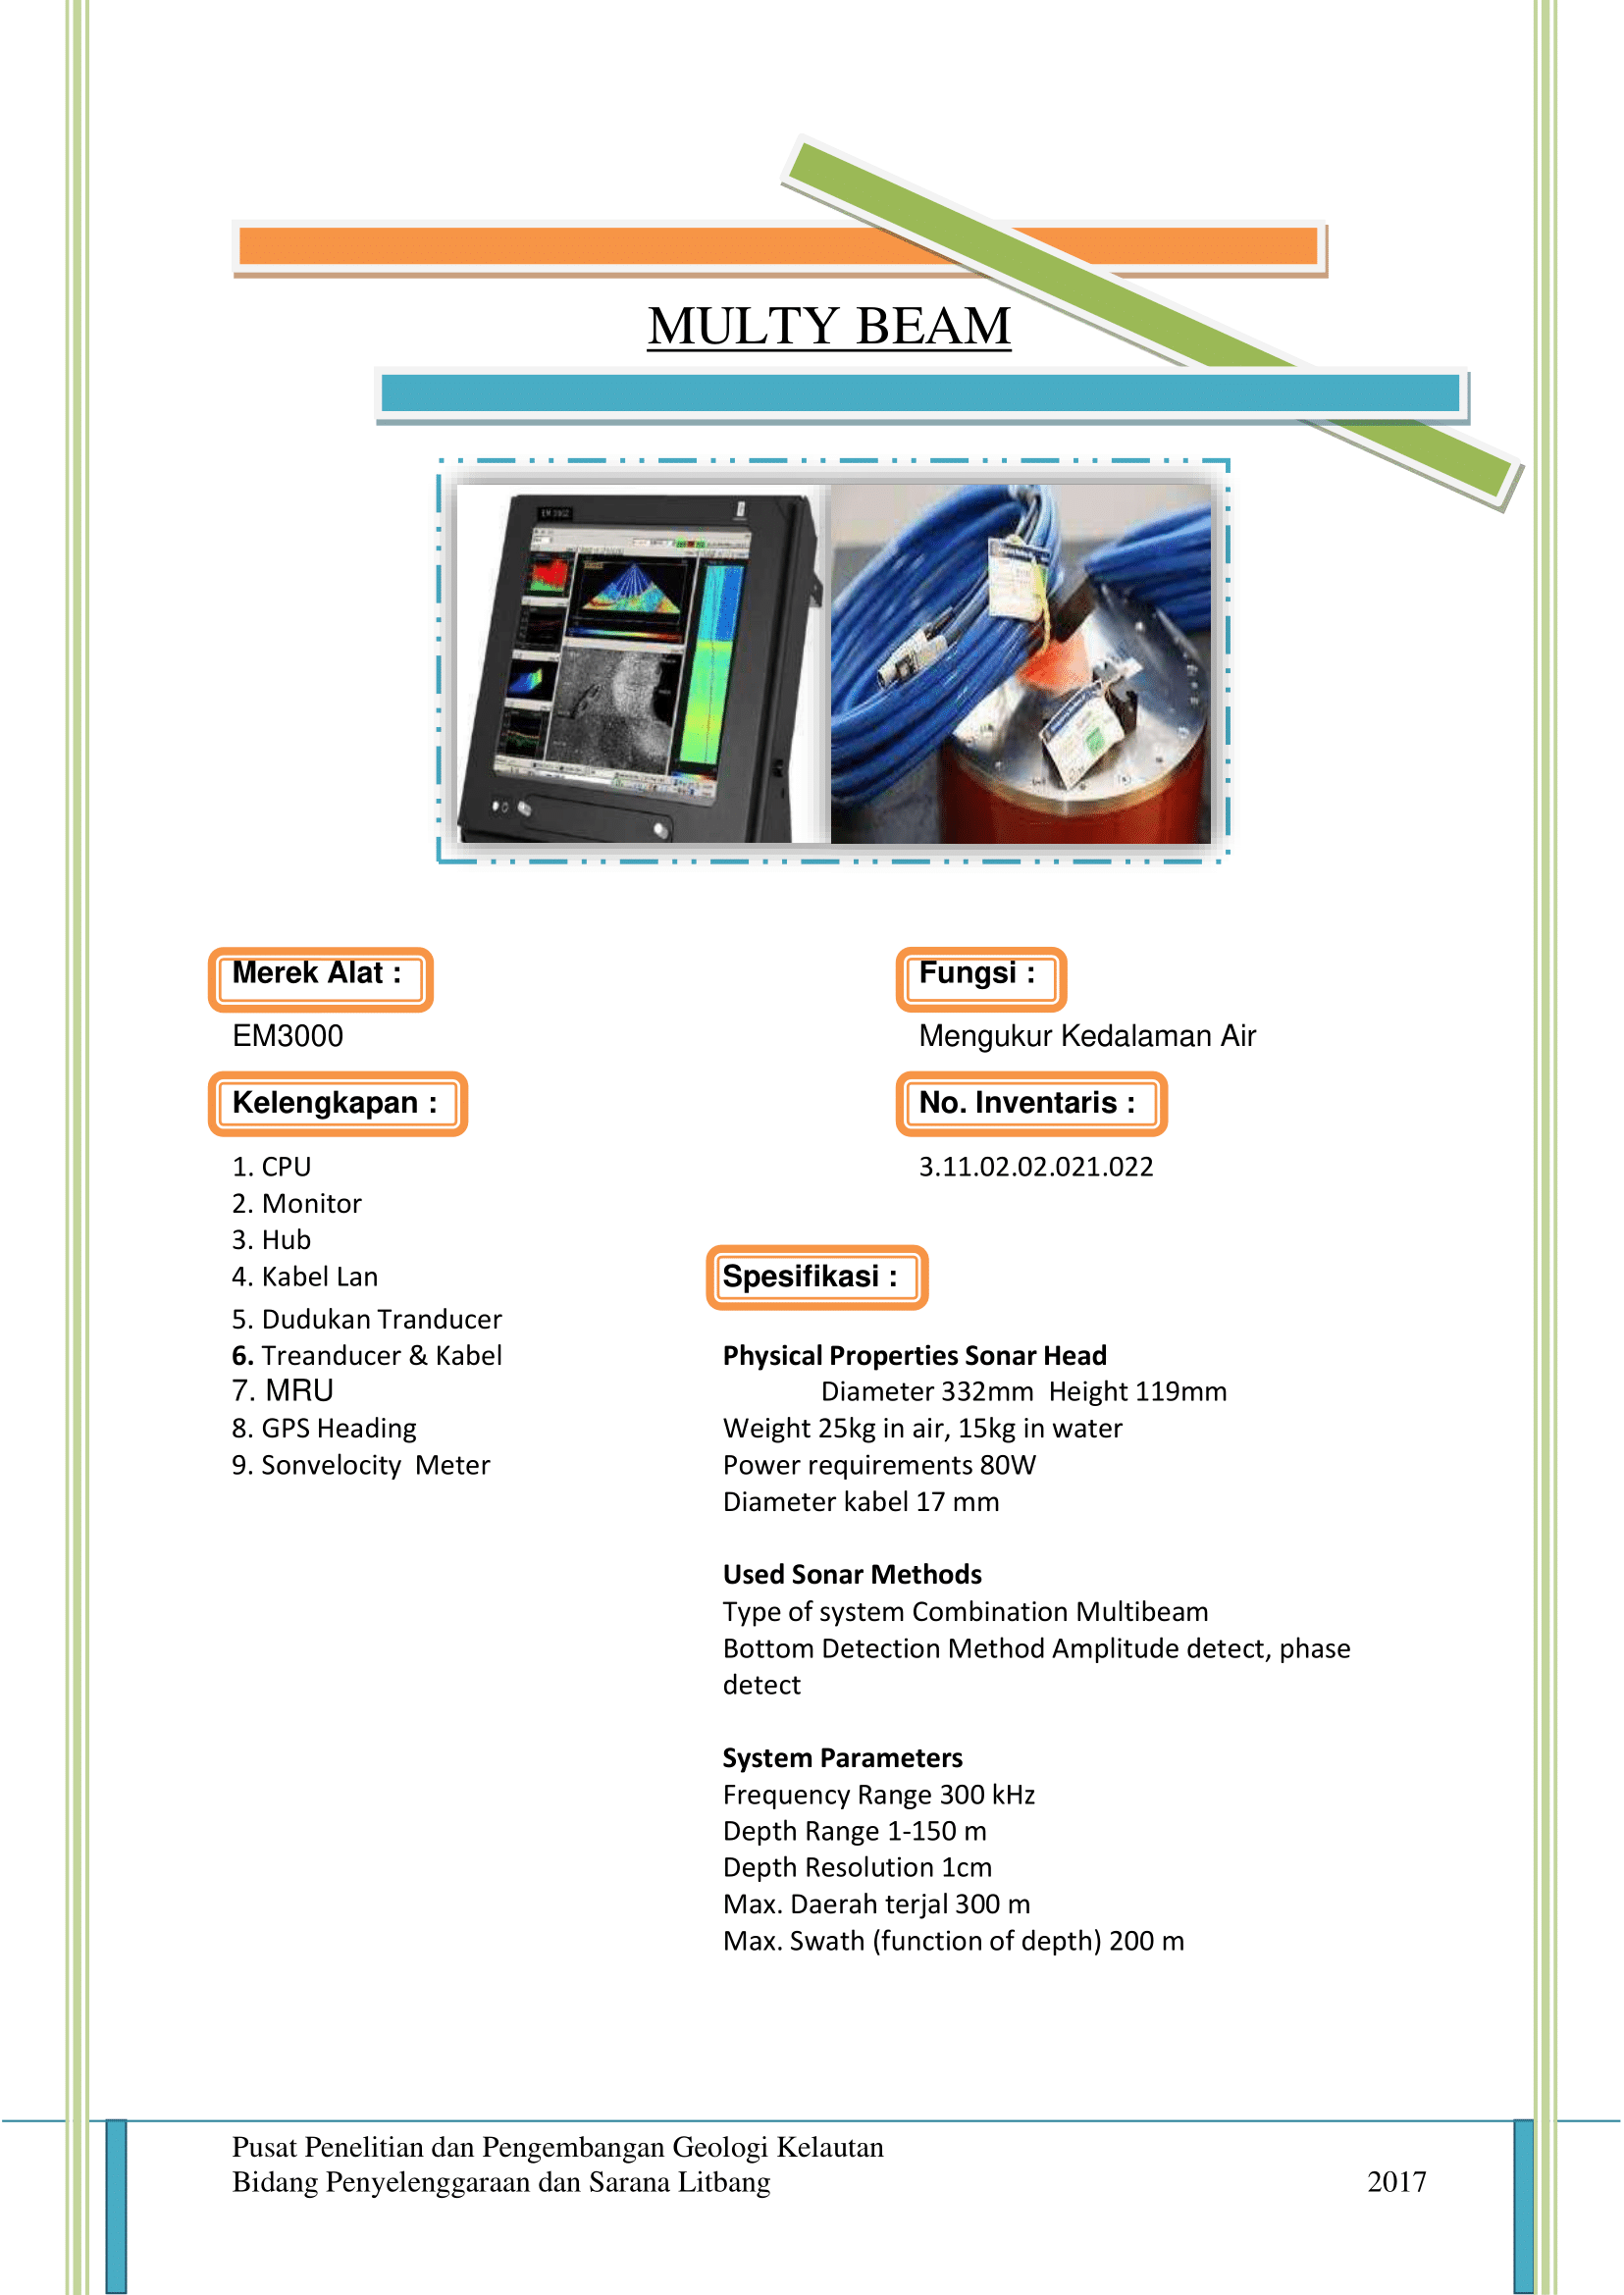 MULTY BEAM
EM 3002
Merek Alat :
EM3000
Kelengkapan :
1. CPU
2. Monitor
3. Hub
4. Kabel Lan
5. Dudukan Tranducer
6. Treanducer & Kabel
7. MRU
8. GPS Heading
9. Sonvelocity  Meter
Fungsi :
Mengukur Kedalaman Air
No. Inventaris :
3.11.02.02.021.022
Spesifikasi :
Physical Properties Sonar Head
Diameter 332mm  Height 119mm
Weight 25kg in air, 15kg in water
Power requirements 80W
Diameter kabel 17 mm
Used Sonar Methods
Type of system Combination Multibeam
Bottom Detection Method Amplitude detect, phase
detect
System Parameters
Frequency Range 300 kHz
Depth Range 1-150 m
Depth Resolution 1cm
Max. Daerah terjal 300 m
Max. Swath (function of depth) 200 m
Pusat Penelitian dan Pengembangan Geologi Kelautan
Bidang Penyelenggaraan dan Sarana Litbang 2017